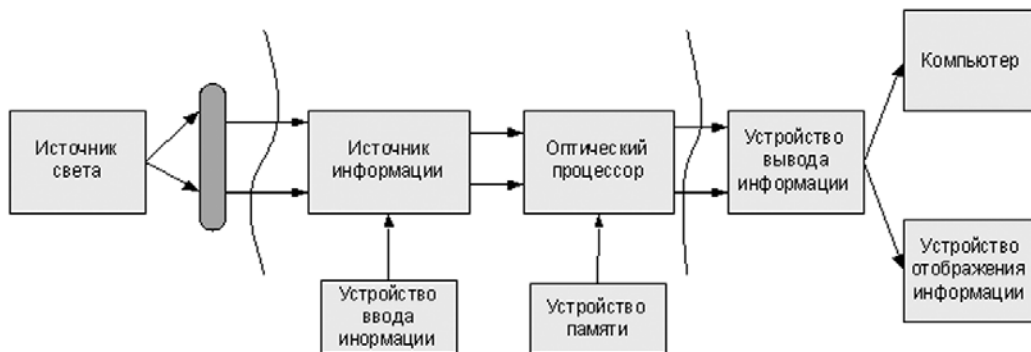 Компьютер
Источник
света
Источник
информации
Оптический
процессор
Устройство
вывода
информации
Устройство
отображения
информации
Устройство
ввода
инормации
Устройство
памяти